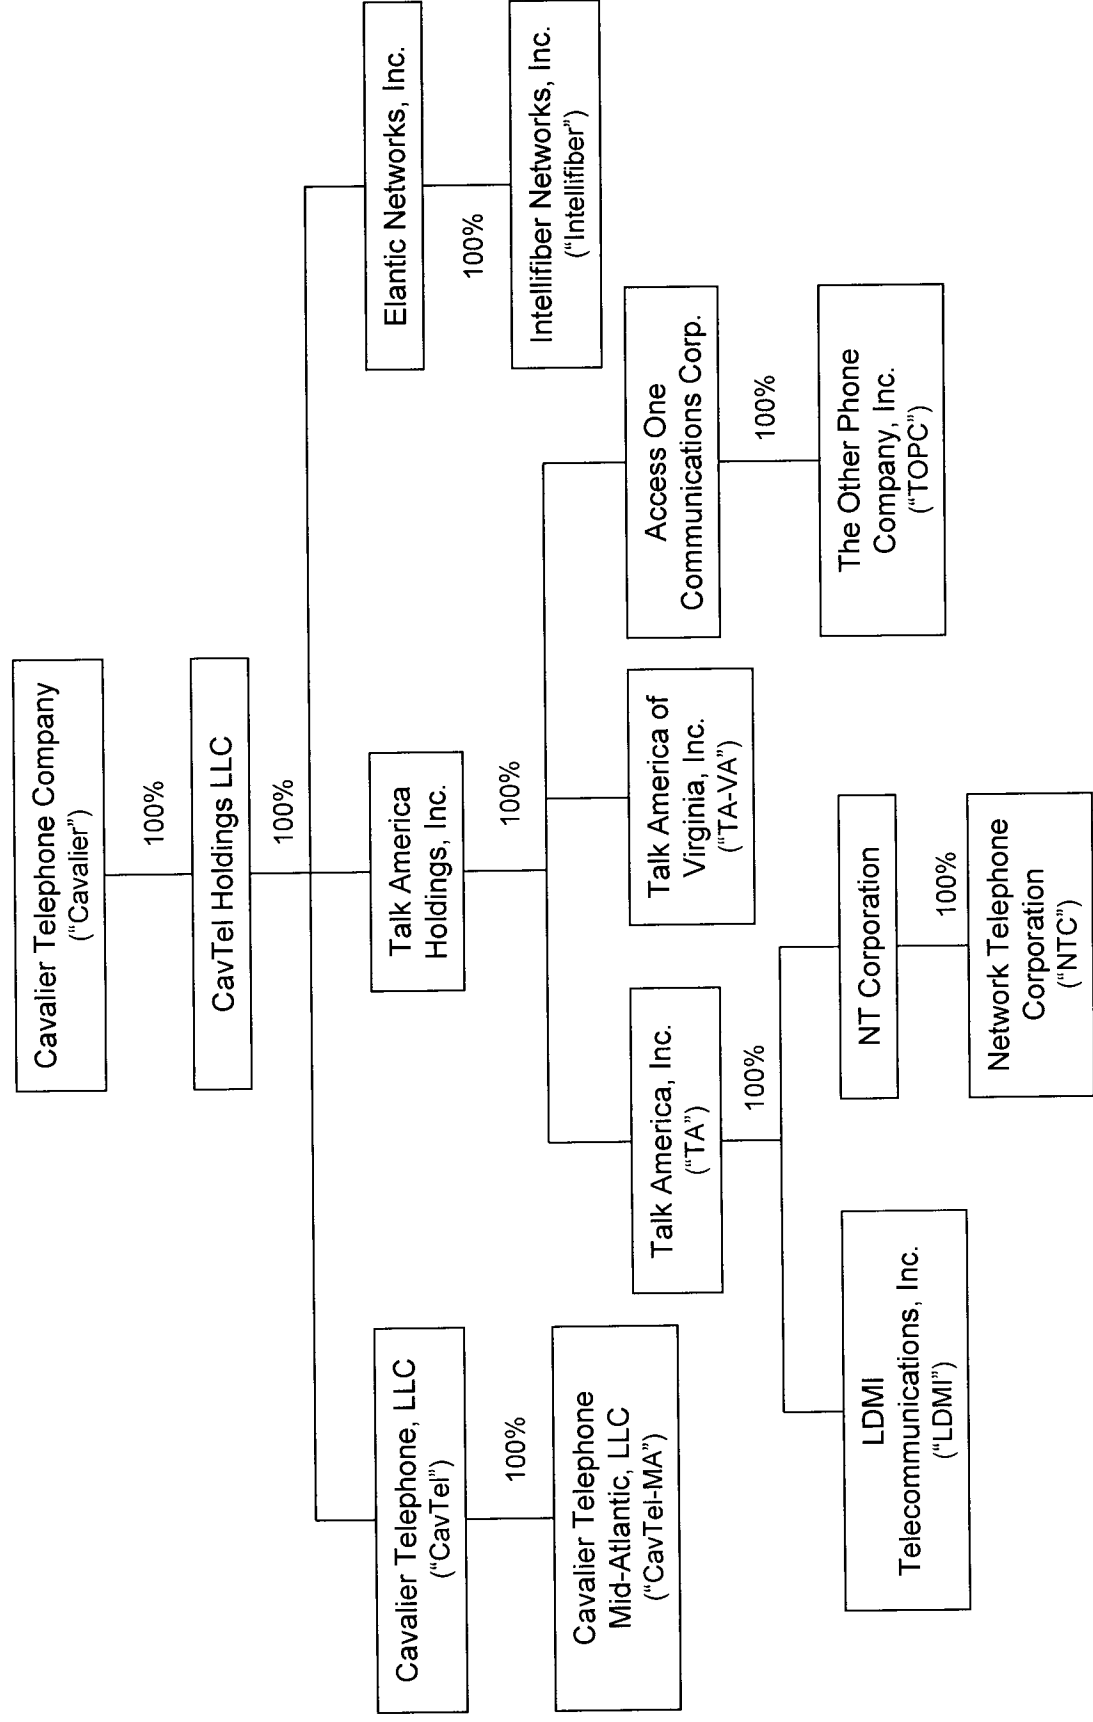 Cavalier Telephone Company
(“Cavalier”)
100%
CavTel Holdings LLC
100%
Cavalier Telephone, LLC
(“CavTel”)
100%
Cavalier Telephone
Mid-Atlantic, LLC
(“CavTel-MA”)
Talk America
Holdings, Inc.
100%
Talk America, Inc.
(“TA”)
100%
LDMI
Telecommunications, Inc.
(“LDMI”)
NT Corporation
100%
Network Telephone
Corporation
(“NTC”)
Talk America of
Virginia, Inc.
(“TA-VA”)
Access One
Communications Corp.
100%
The Other Phone
Company, Inc.
(“TOPC”)
Elantic Networks, Inc.
100%
Intellifiber Networks, Inc.
(“Intellifiber”)